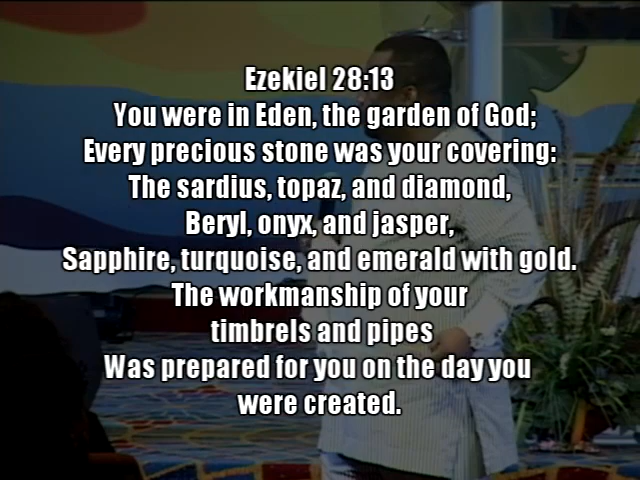 Ezekiel 28:13
You were in Eden, the garden of God;
Every precious stone was your covering:
The sardius, topaz, and diamond,
Beryl, onyx, and jasper,
Sapphire, turquoise, and emerald with gold.
The workmanship of your
timbrels and pipes
Was prepared for you on the day you
were created.